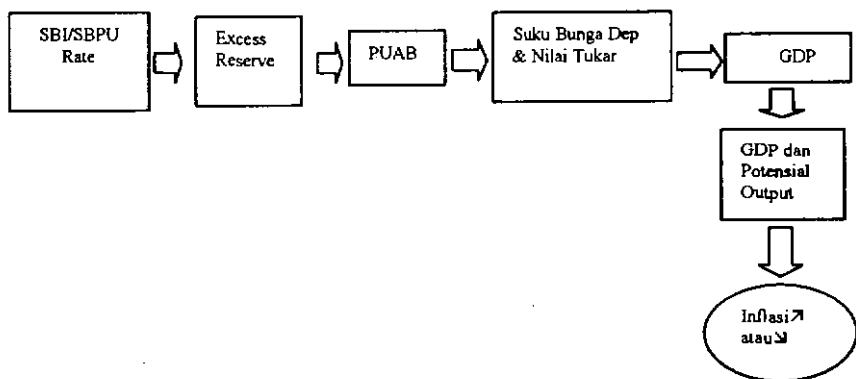 SBI/SBPU
Rate
Excess
Reserve
PUAB
Suku Bunga Dep
& Nilai Tukar
GDP
GDP dan
Potensial
Output
Inflasi↗
atau↘